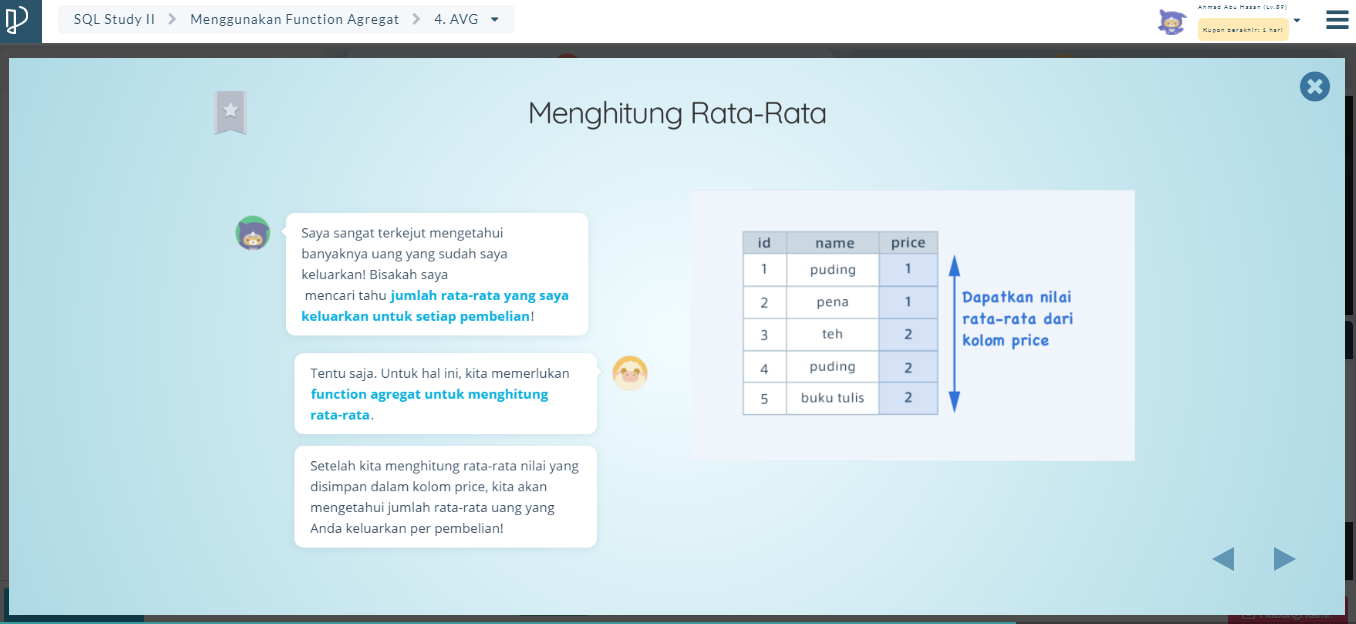 SQL Study II
Menggunakan Function Agregat
4. AVG
Ahmad Abu Hasan (Lv.39)
Kupon berakhir: 1 hari
Menghitung Rata-Rata
Saya sangat terkejut mengetahui
banyaknya uang yang sudah saya
keluarkan! Bisakah saya
mencari tahu jumlah rata-rata yang saya
keluarkan untuk setiap pembelian!
Tentu saja. Untuk hal ini, kita memerlukan
function agregat untuk menghitung
rata-rata.
Setelah kita menghitung rata-rata nilai yang
disimpan dalam kolom price, kita akan
mengetahui jumlah rata-rata uang yang
Anda keluarkan per pembelian!
id name price
1 puding 1
2 pena 1
3 teh 2
4 puding 2
5 buku tulis 2
Dapatkan nilai
rata-rata dari
kolom price